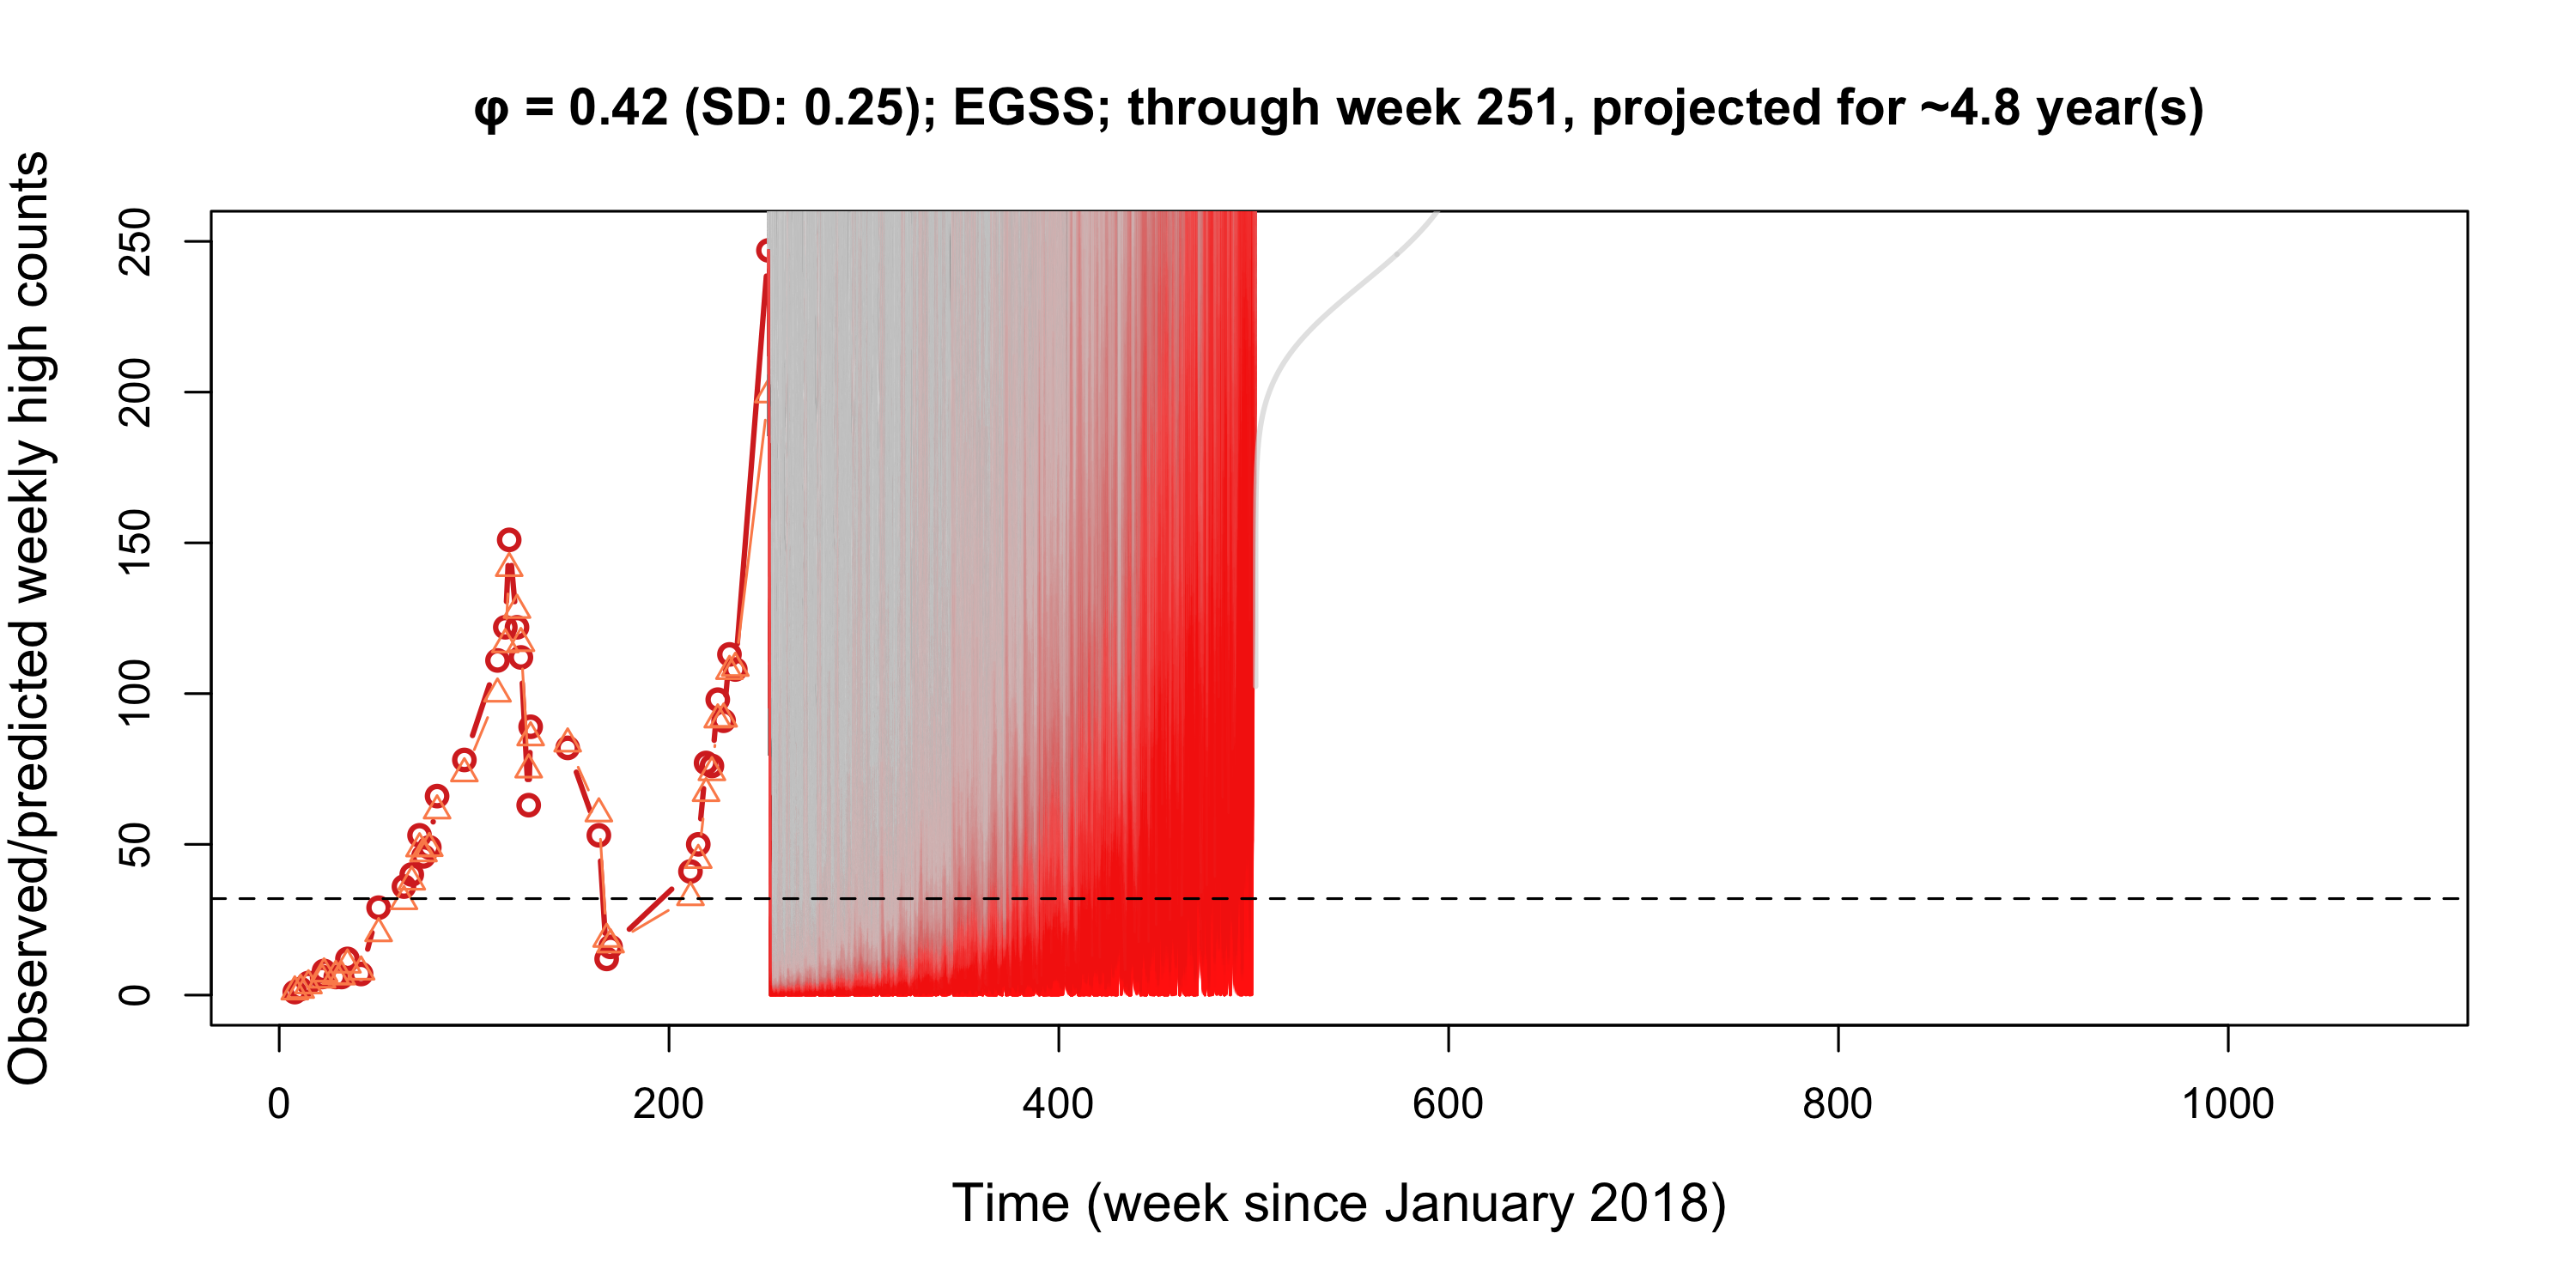 φ = 0.42 (SD: 0.25); EGSS; through week 251, projected for ~4.8 year(s)
Observed/predicted weekly high counts
250
200
150
100
50
0
0 200 400 600 800 1000
Time (week since January 2018)